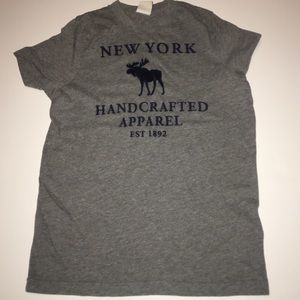 NEW YORK
HANDCRAFTED
APPAREL
EST 1892